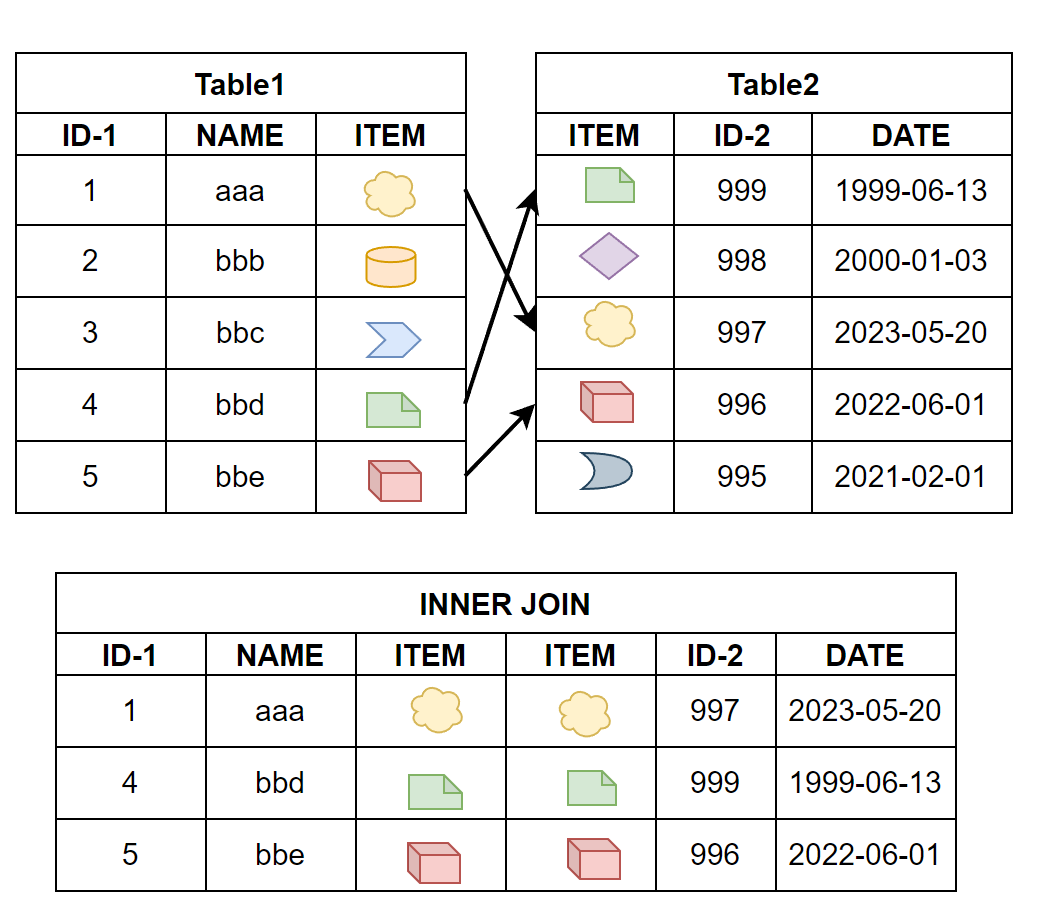 Table1
ID-1 NAME ITEM
1 aaa
2 bbb
3 bbc
4 bbd
5 bbe
Table2
ITEM ID-2 DATE
999 1999-06-13
998 2000-01-03
997 2023-05-20
996 2022-06-01
995 2021-02-01
INNER JOIN
ID-1 NAME ITEM ITEM ID-2 DATE
1 aaa 997 2023-05-20
4 bbd 999 1999-06-13
5 bbe 996 2022-06-01